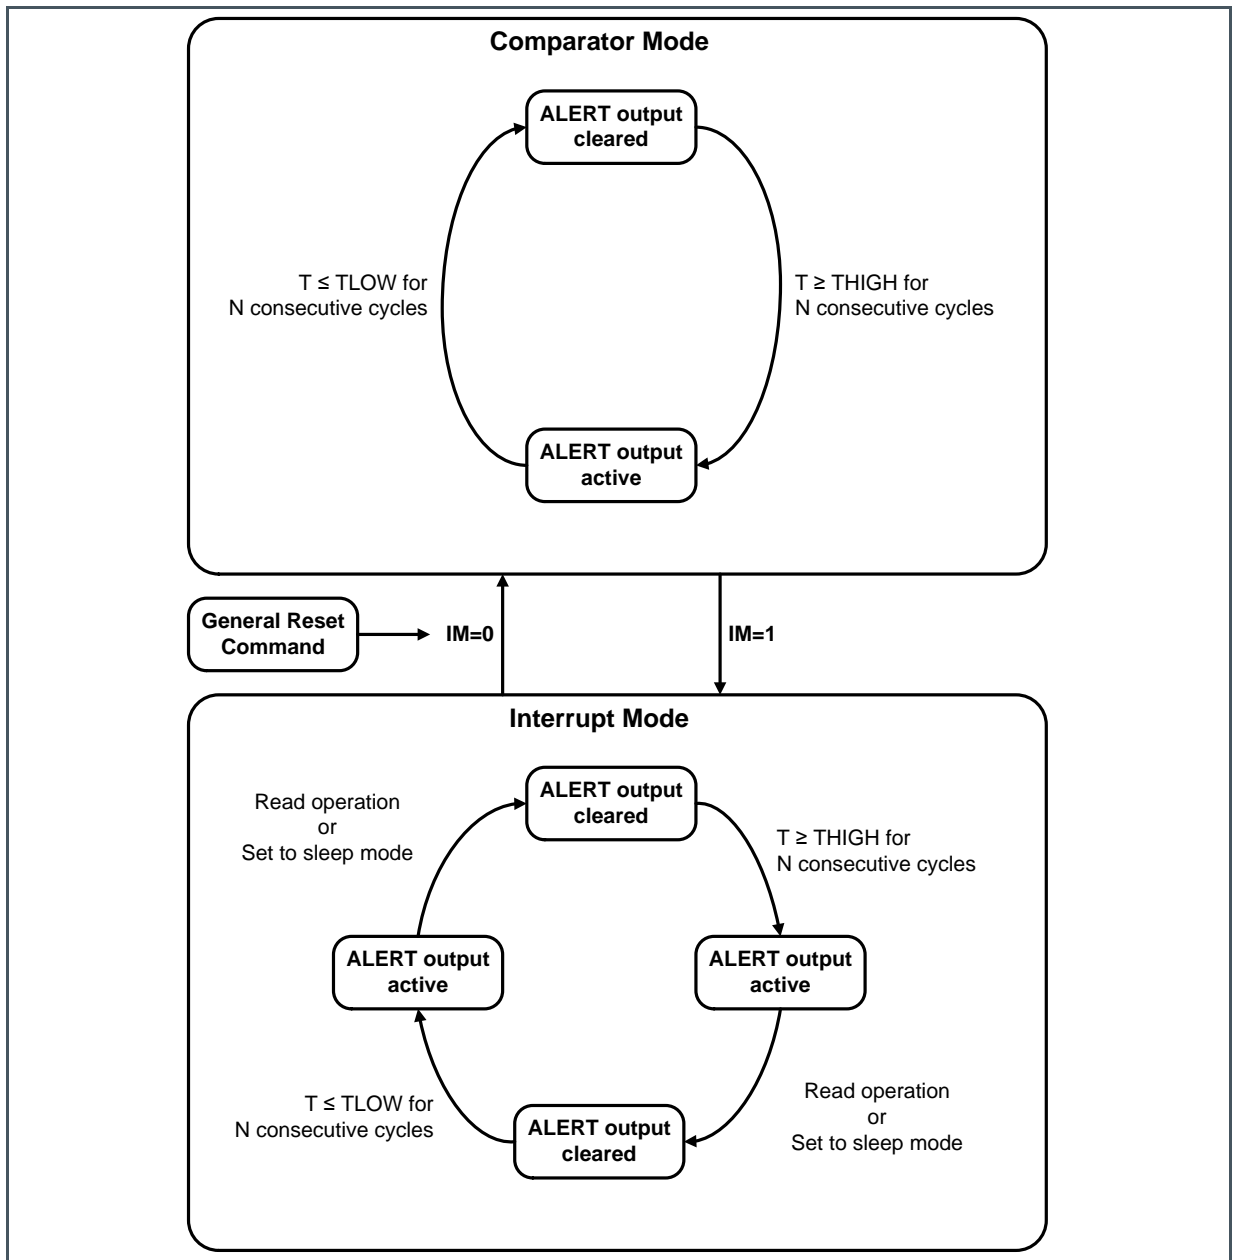 Comparator Mode
ALERT output
cleared
T ≤ TLOW for
N consecutive cycles
T ≥ THIGH for
N consecutive cycles
ALERT output
active
General Reset
Command
IM=0
IM=1
Interrupt Mode
ALERT output
cleared
Read operation
or
Set to sleep mode
T ≥ THIGH for
N consecutive cycles
ALERT output
active
ALERT output
active
T ≤ TLOW for
N consecutive cycles
Read operation
or
Set to sleep mode
ALERT output
cleared